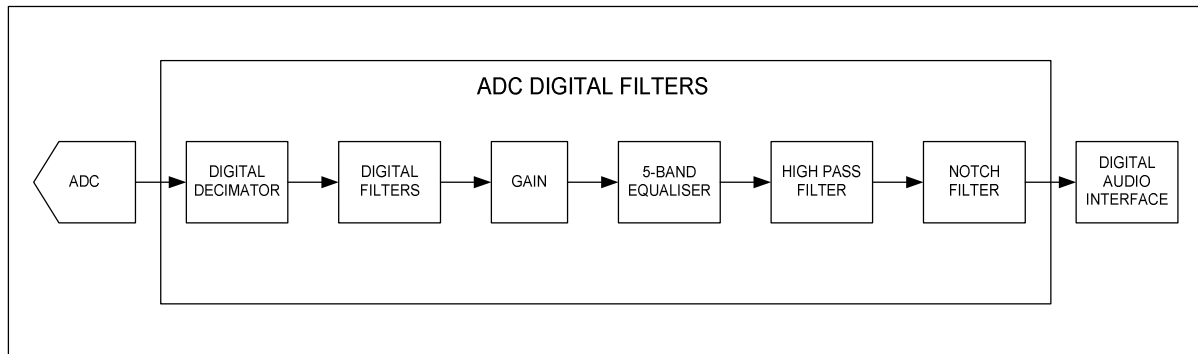 ADC DIGITAL FILTERS
ADC
DIGITAL
DECIMATOR
DIGITAL
FILTERS
GAIN
5-BAND
EQUALISER
HIGH PASS
FILTER
NOTCH
FILTER
DIGITAL
AUDIO
INTERFACE